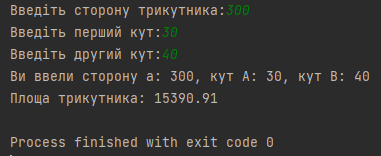 Введіть сторону трикутника:300
Введіть перший кут:30
Введіть другий кут:40
Ви ввели сторону a: 300, кут A: 30, кут B: 40
Площа трикутника: 15390.91
Process finished with exit code 0